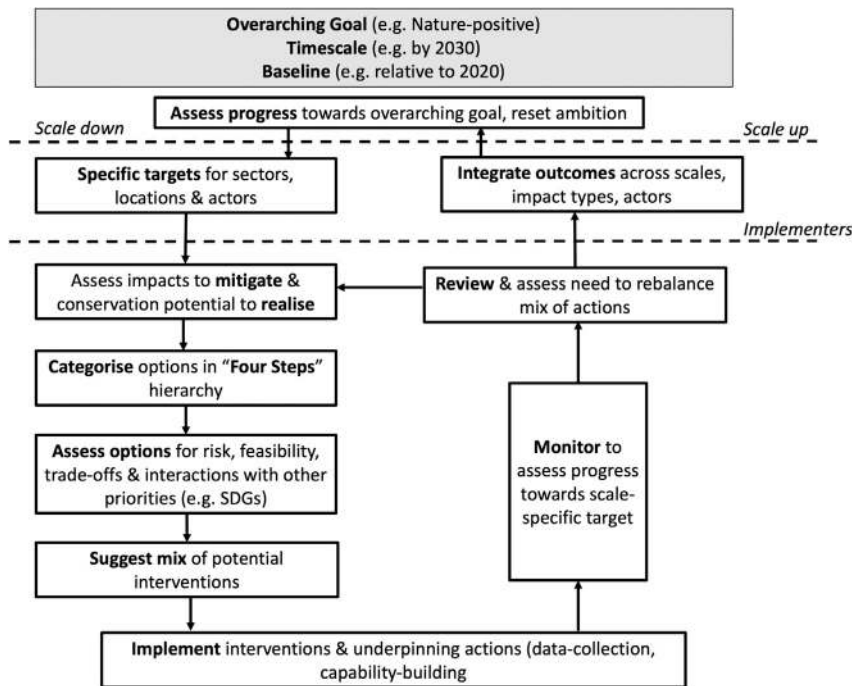 Overarching Goal (e.g. Nature-positive)
Timescale (e.g. by 2030)
Baseline (e.g. relative to 2020)
Assess progress towards overarching goal, reset ambition
Scale down
Scale up
Specific targets for sectors,
locations & actors
Integrate outcomes across scales,
impact types, actors
Implementers
Assess impacts to mitigate &
conservation potential to realise
Review & assess need to rebalance
mix of actions
Categorise options in “Four Steps”
hierarchy
Assess options for risk, feasibility,
trade-offs & interactions with other
priorities (e.g. SDGs)
Monitor to
assess progress
towards scale-
specific target
Suggest mix of potential
interventions
Implement interventions & underpinning actions (data-collection,
capability-building